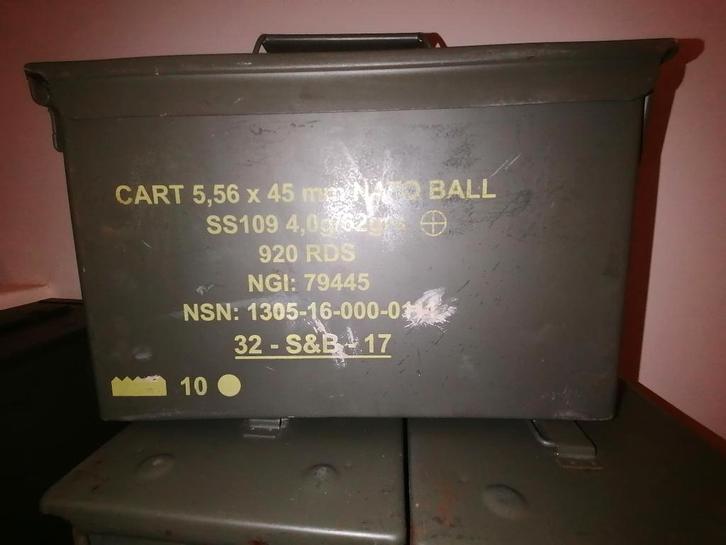 CART 5,56 x 45 mm NATO BALL
SS109 4,0g/62grs
920 RDS
NGI: 79445
NSN: 1305-16-000-
32 - S&B - 17
10